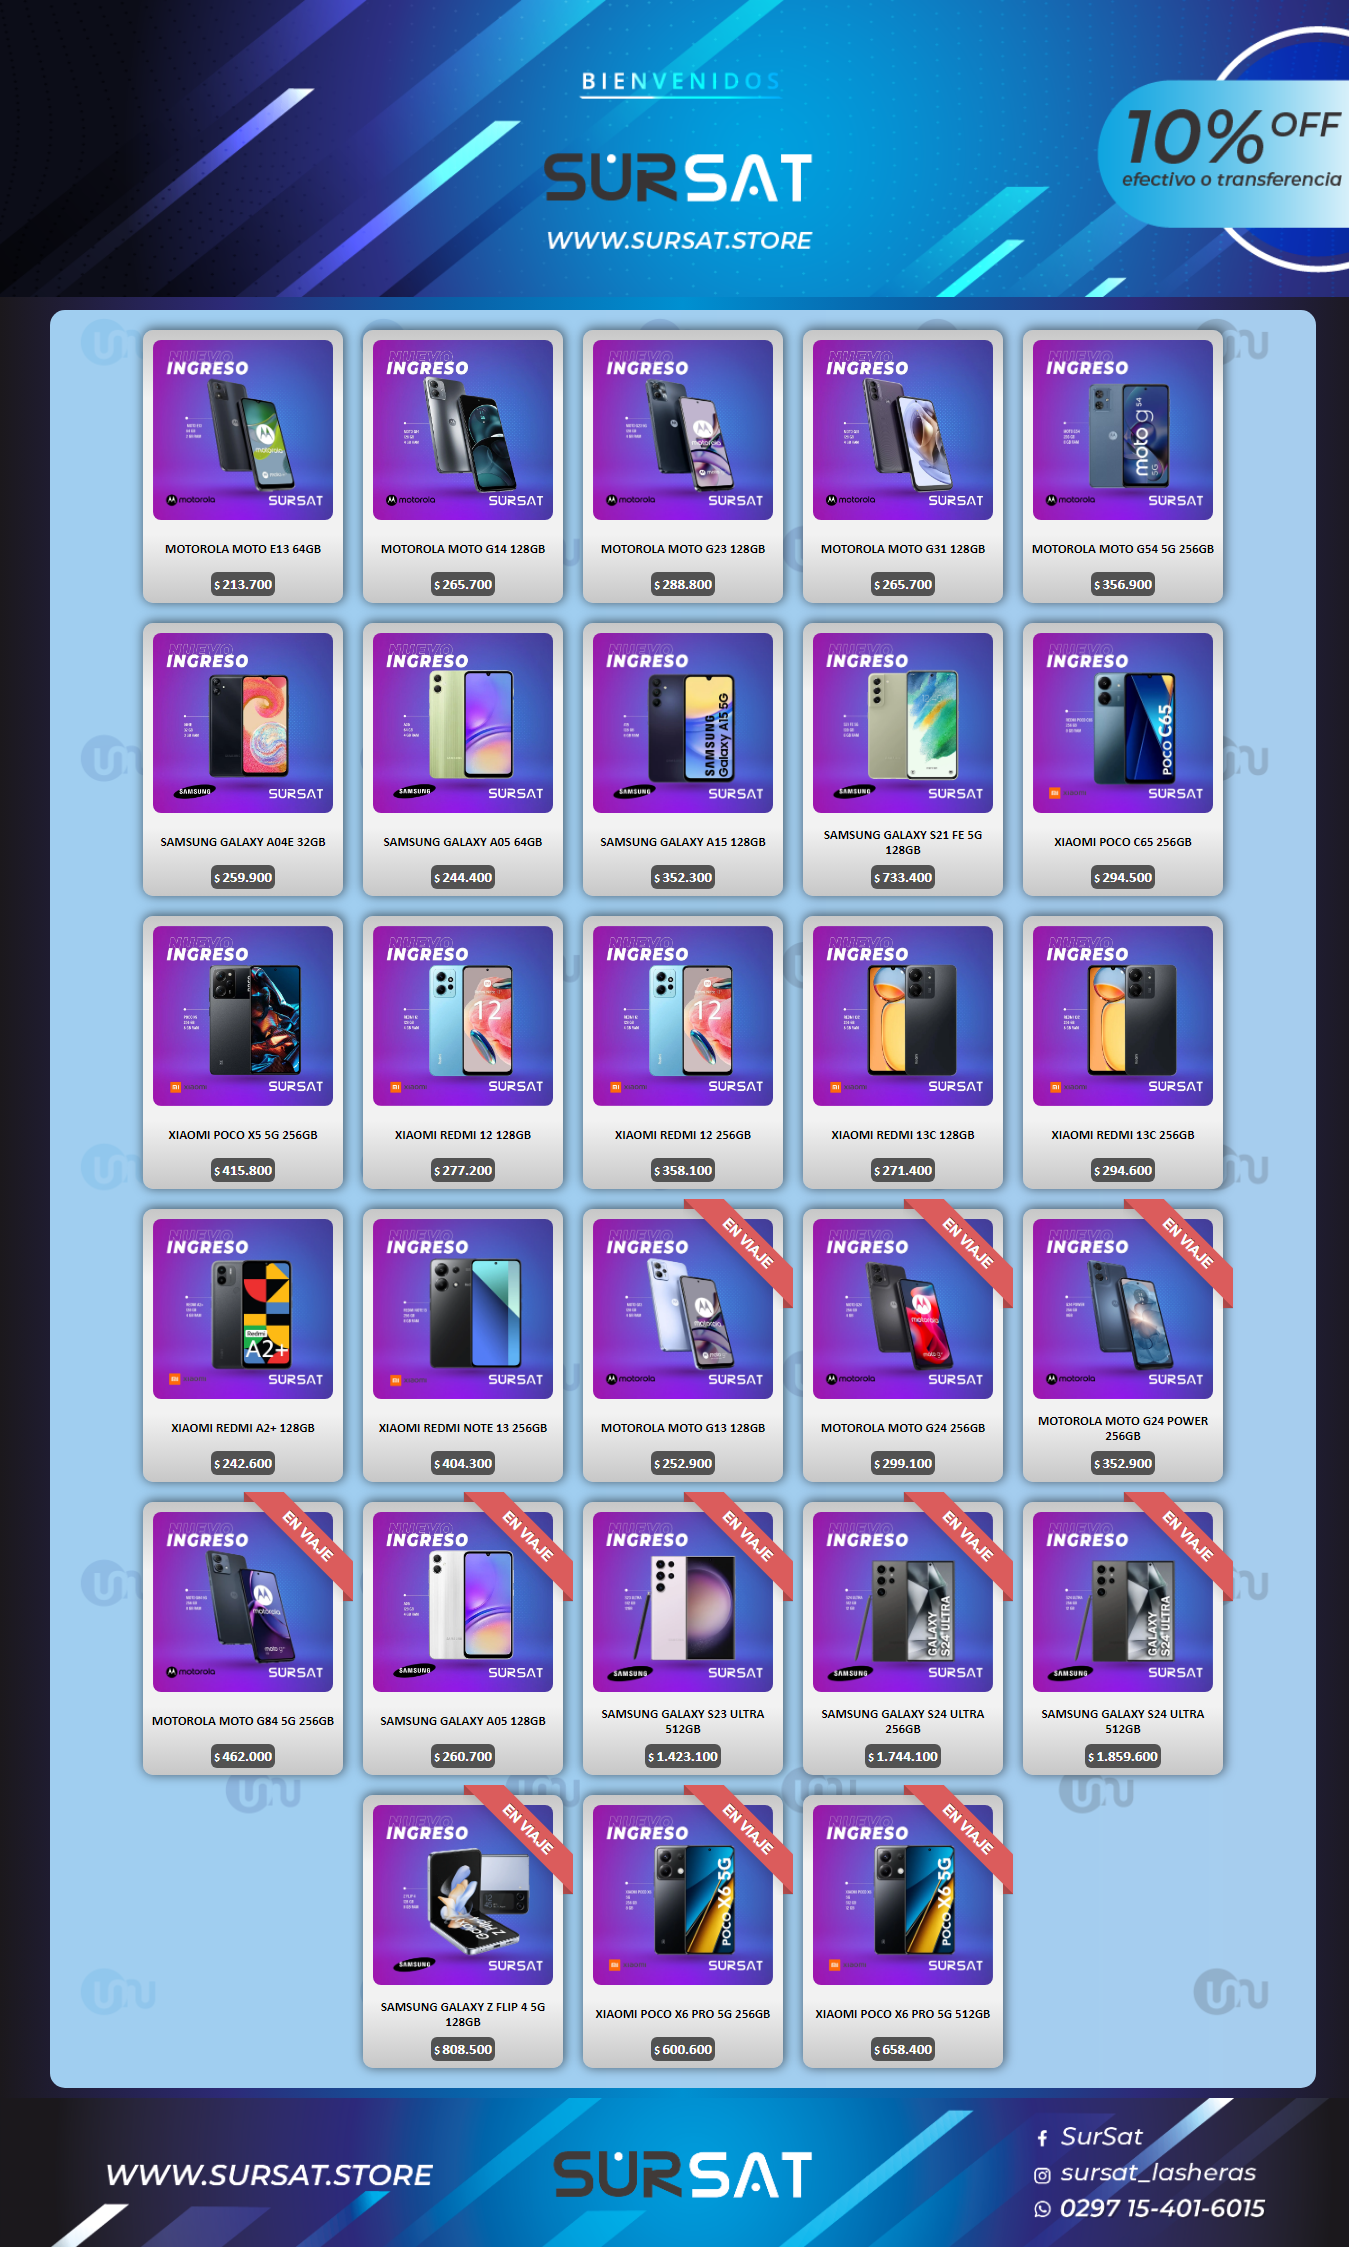 BIENVENIDOS
SURSAT
WWW.SURSAT.STORE
10% OFF
efectivo o transferencia
NUEVO INGRESO
motorola SURSAT
MOTOROLA MOTO E13 64GB
$ 213.700
NUEVO INGRESO
motorola SURSAT
MOTOROLA MOTO G14 128GB
$ 265.700
NUEVO INGRESO
motorola SURSAT
MOTOROLA MOTO G23 128GB
$ 288.800
NUEVO INGRESO
motorola SURSAT
MOTOROLA MOTO G31 128GB
$ 265.700
NUEVO INGRESO
moto g 54 5G
motorola SURSAT
MOTOROLA MOTO G54 5G 256GB
$ 356.900
NUEVO INGRESO
SAMSUNG SURSAT
SAMSUNG GALAXY A04E 32GB
$ 259.900
NUEVO INGRESO
SAMSUNG SURSAT
SAMSUNG GALAXY A05 64GB
$ 244.400
NUEVO INGRESO
SAMSUNG Galaxy A15 5G
SAMSUNG SURSAT
SAMSUNG GALAXY A15 128GB
$ 352.300
NUEVO INGRESO
SAMSUNG SURSAT
SAMSUNG GALAXY S21 FE 5G
128GB
$ 733.400
NUEVO INGRESO
POCO C65
SURSAT
XIAOMI POCO C65 256GB
$ 294.500
NUEVO INGRESO
SURSAT
XIAOMI POCO X5 5G 256GB
$ 415.800
NUEVO INGRESO
12
SURSAT
XIAOMI REDMI 12 128GB
$ 277.200
NUEVO INGRESO
12
SURSAT
XIAOMI REDMI 12 256GB
$ 358.100
NUEVO INGRESO
SURSAT
XIAOMI REDMI 13C 128GB
$ 271.400
NUEVO INGRESO
SURSAT
XIAOMI REDMI 13C 256GB
$ 294.600
NUEVO INGRESO
Redmi
A2+
SURSAT
XIAOMI REDMI A2+ 128GB
$ 242.600
NUEVO INGRESO
SURSAT
XIAOMI REDMI NOTE 13 256GB
$ 404.300
NUEVO INGRESO
EN VIAJE
motorola SURSAT
MOTOROLA MOTO G13 128GB
$ 252.900
NUEVO INGRESO
EN VIAJE
motorola SURSAT
MOTOROLA MOTO G24 256GB
$ 299.100
NUEVO INGRESO
EN VIAJE
motorola SURSAT
MOTOROLA MOTO G24 POWER
256GB
$ 352.900
NUEVO INGRESO
EN VIAJE
motorola SURSAT
MOTOROLA MOTO G84 5G 256GB
$ 462.000
NUEVO INGRESO
EN VIAJE
SAMSUNG SURSAT
SAMSUNG GALAXY A05 128GB
$ 260.700
NUEVO INGRESO
EN VIAJE
SAMSUNG SURSAT
SAMSUNG GALAXY S23 ULTRA
512GB
$ 1.423.100
NUEVO INGRESO
EN VIAJE
GALAXY S24 ULTRA
SAMSUNG SURSAT
SAMSUNG GALAXY S24 ULTRA
256GB
$ 1.744.100
NUEVO INGRESO
EN VIAJE
GALAXY S24 ULTRA
SAMSUNG SURSAT
SAMSUNG GALAXY S24 ULTRA
512GB
$ 1.859.600
NUEVO INGRESO
EN VIAJE
Galaxy Z Flip4
SAMSUNG SURSAT
SAMSUNG GALAXY Z FLIP 4 5G
128GB
$ 808.500
NUEVO INGRESO
EN VIAJE
POCO X6 5G
SURSAT
XIAOMI POCO X6 PRO 5G 256GB
$ 600.600
NUEVO INGRESO
EN VIAJE
POCO X6 5G
SURSAT
XIAOMI POCO X6 PRO 5G 512GB
$ 658.400
WWW.SURSAT.STORE
SURSAT
SurSat
sursat_lasheras
0297 15-401-6015